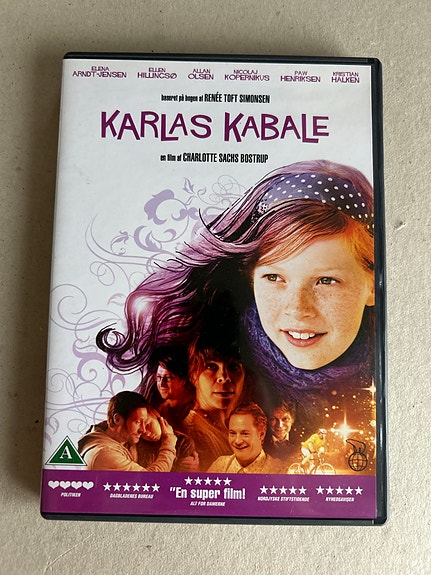 ELENA ARNDT-JENSEN
ELLEN HILLINGSØ
ALLAN OLSEN
NICOLAJ KOPERNIKUS
PAW HENRIKSEN
KRISTIAN HALKEN
baseret på bogen af RENÉE TOFT SIMONSEN
KARLAS KABALE
en film af CHARLOTTE SACHS BOSTRUP
A
POLITIKEN
DAGBLADENES BUREAU
"En super film!
ALT FOR DAMERNE
NORDJYSKE STIFTSTIDENDE
NYHEDSAVISEN